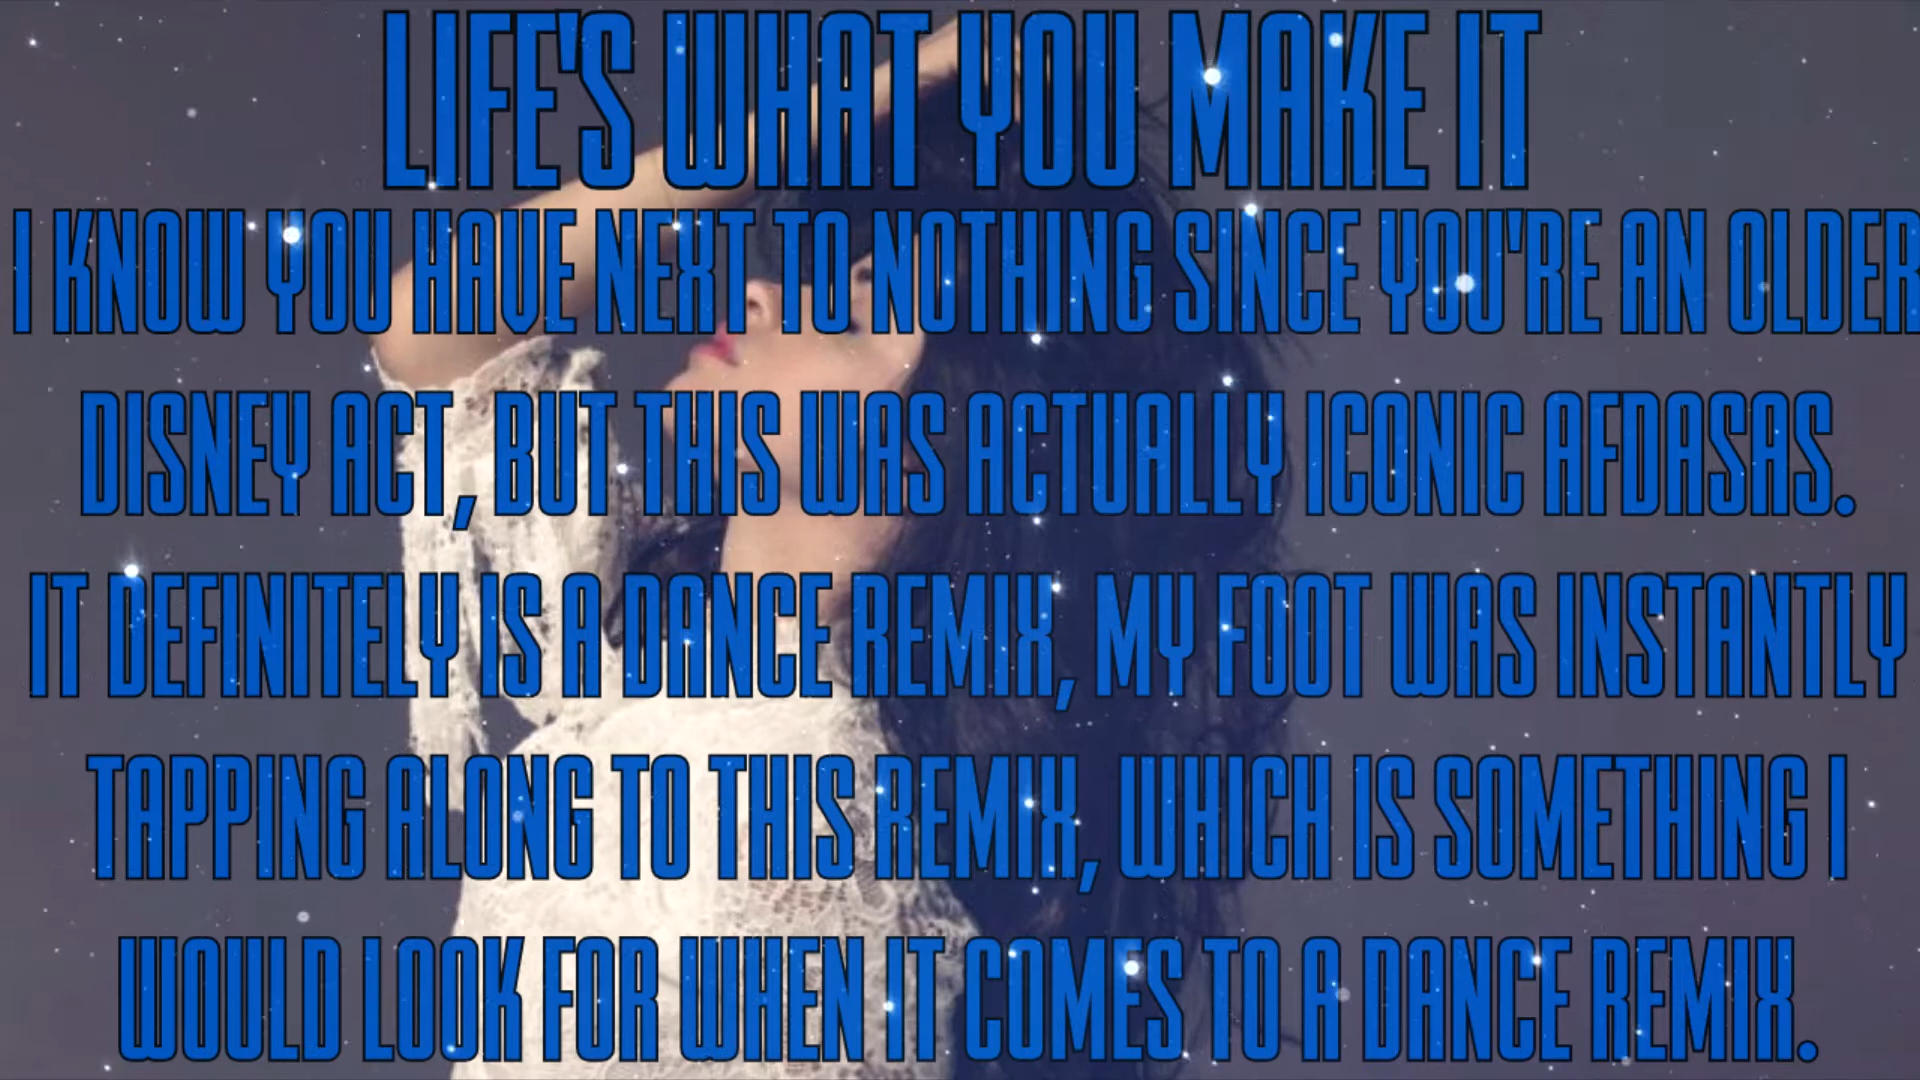 LIFE'S WHAT YOU MAKE IT
I KNOW YOU HAVE NEXT TO NOTHING SINCE YOU'RE AN OLDER
DISNEY ACT, BUT THIS WAS ACTUALLY ICONIC AFDASAS.
IT DEFINITELY IS A DANCE REMIX, MY FOOT WAS INSTANTLY
TAPPING ALONG TO THIS REMIX, WHICH IS SOMETHING I
WOULD LOOK FOR WHEN IT COMES TO A DANCE REMIX.